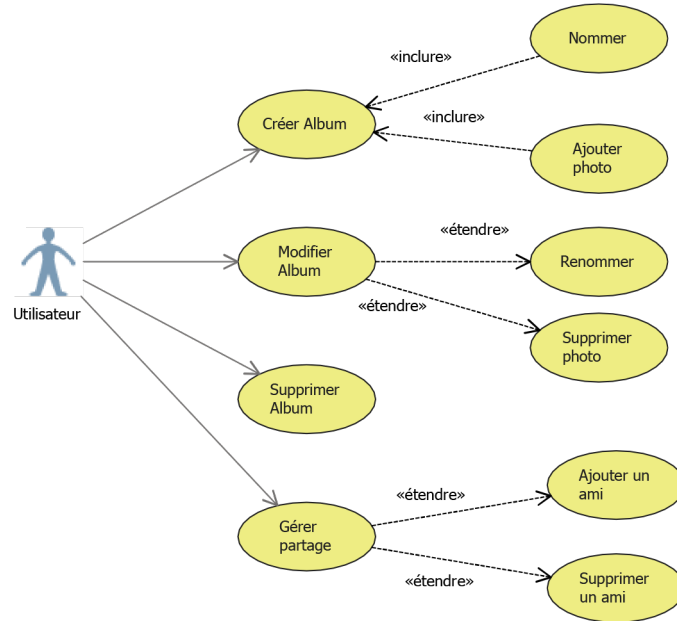 Nommer
«inclure»
Créer Album
«inclure»
Ajouter
photo
«étendre»
Modifier
Album
Renommer
Utilisateur
«étendre»
Supprimer
photo
Supprimer
Album
Ajouter un
ami
«étendre»
Gérer
partage
«étendre»
Supprimer
un ami